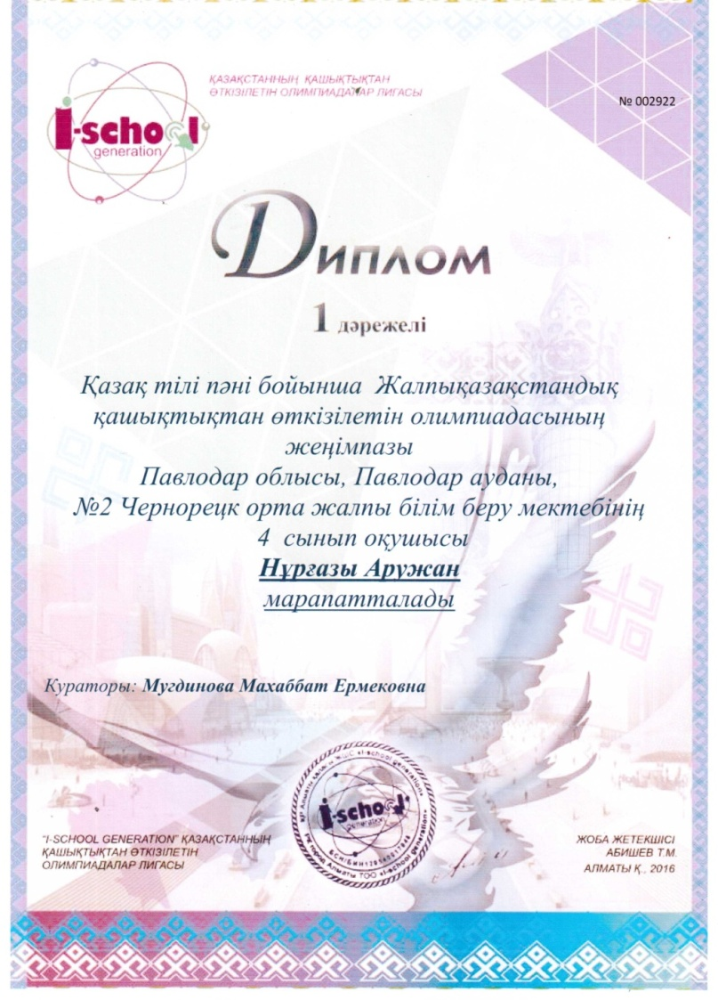 ҚАЗАҚСТАННЫҢ ҚАШЫҚТЫҚТАН
ӨТКІЗІЛЕТІН ОЛИМПИАДАЛАР ЛИГАСЫ
№ 002922
i-school
generation
Диплом
1 дәрежелі
Қазақ тілі пәні бойынша Жалпықазақстандық
қашықтықтан өткізілетін олимпиадасының
жеңімпазы
Павлодар облысы, Павлодар ауданы,
№2 Чернорецк орта жалпы білім беру мектебінің
4 сынып оқушысы
Нұрғазы Аружан
марапатталады
Кураторы: Мугдинова Махаббат Ермековна
"I-SCHOOL GENERATION" ҚАЗАҚСТАННЫҢ
ҚАШЫҚТЫҚТАН ӨТКІЗІЛЕТІН
ОЛИМПИАДАЛАР ЛИГАСЫ
i-school
generation
ЖОБА ЖЕТЕКШІСІ
АБИШЕВ Т.М.
АЛМАТЫ Қ., 2016